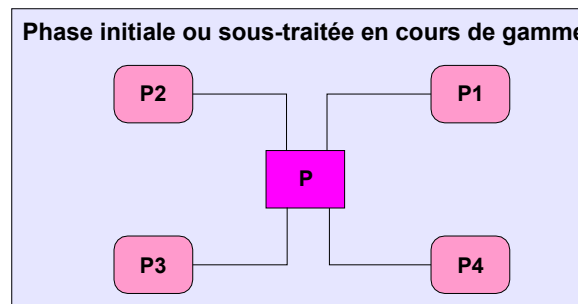 Phase initiale ou sous-traitée en cours de gamme
P2
P1
P
P3
P4